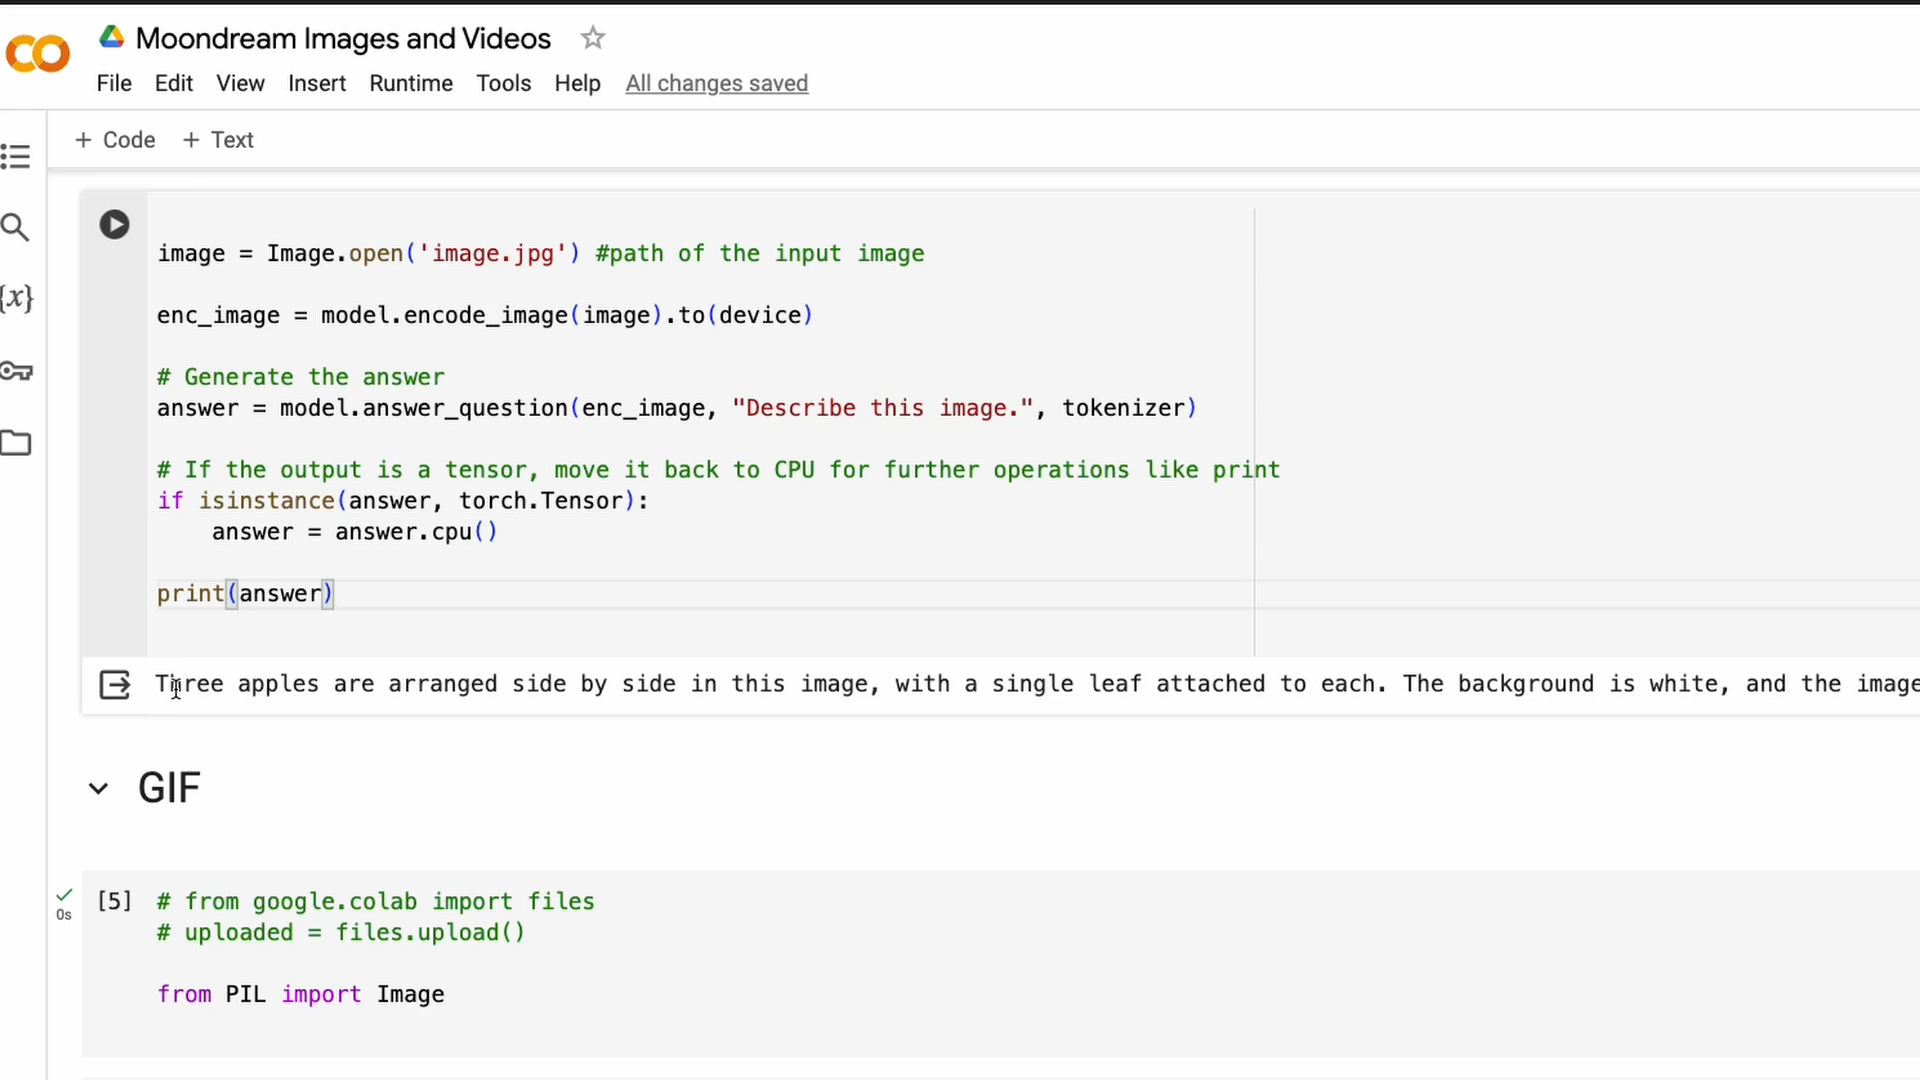 Moondream Images and Videos
File Edit View Insert Runtime Tools Help All changes saved
+ Code + Text
{x}
image = Image.open('image.jpg') #path of the input image
enc_image = model.encode_image(image).to(device)
# Generate the answer
answer = model.answer_question(enc_image, "Describe this image.", tokenizer)
# If the output is a tensor, move it back to CPU for further operations like print
if isinstance(answer, torch.Tensor):
answer = answer.cpu()
print(answer)
Three apples are arranged side by side in this image, with a single leaf attached to each. The background is white, and the image
GIF
[5] # from google.colab import files
0s
# uploaded = files.upload()
from PIL import Image